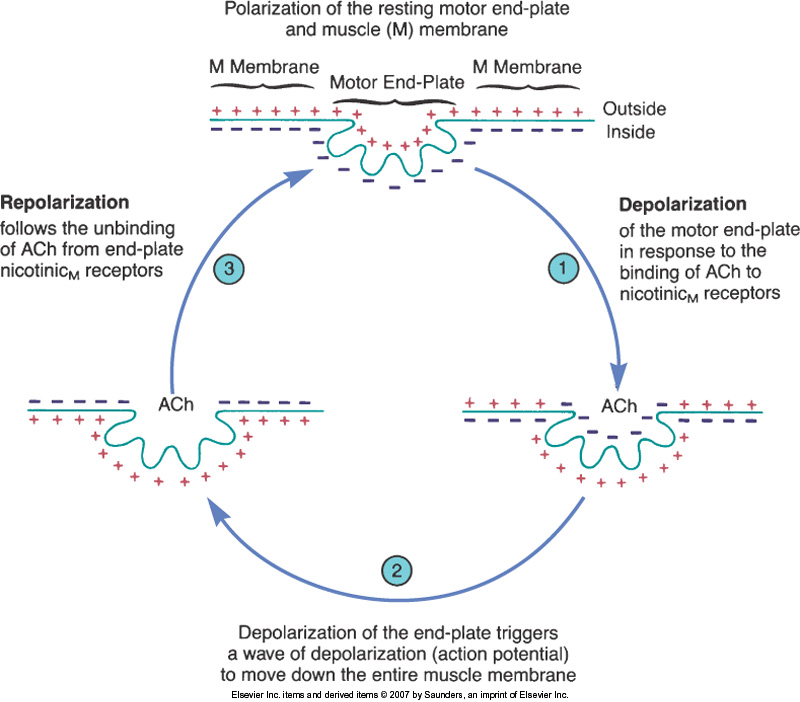 Polarization of the resting motor end-plate
and muscle (M) membrane
M Membrane
Motor End-Plate
M Membrane
Outside
Inside
Repolarization
follows the unbinding
of ACh from end-plate
nicotinicM receptors
3
1
Depolarization
of the motor end-plate
in response to the
binding of ACh to
nicotinicM receptors
ACh
ACh
2
Depolarization of the end-plate triggers
a wave of depolarization (action potential)
to move down the entire muscle membrane
Elsevier Inc. items and derived items © 2007 by Saunders, an imprint of Elsevier Inc.